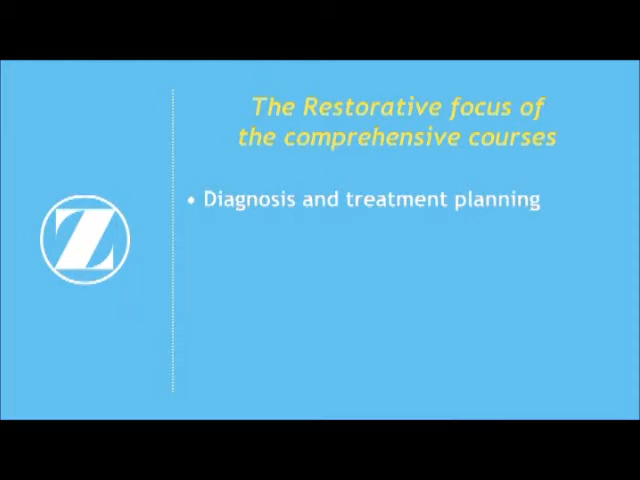 The Restorative focus of
the comprehensive courses
• Diagnosis and treatment planning
Z